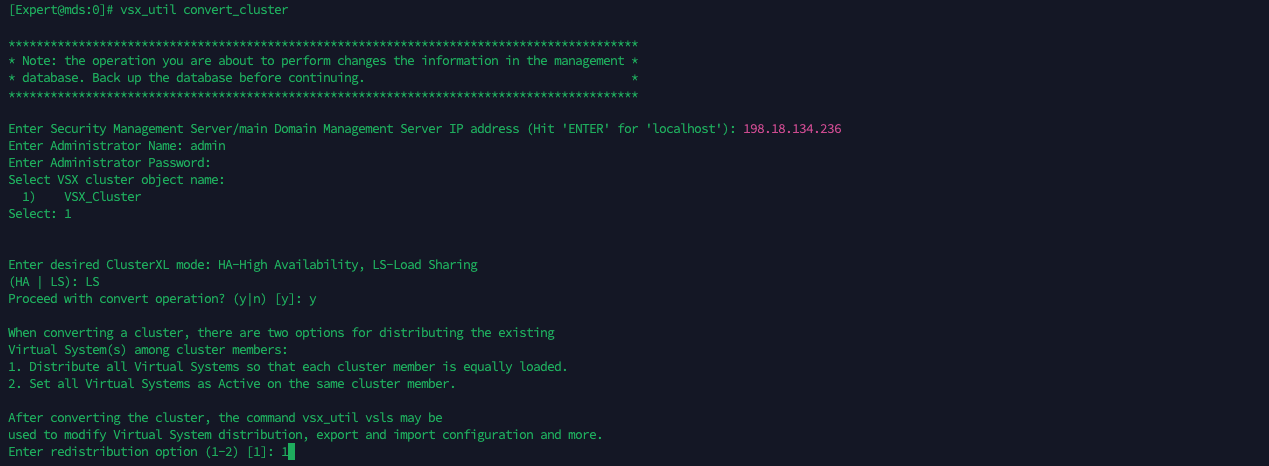 [Expert@mds:0]# vsx_util convert_cluster
******************************************************************************************
* Note: the operation you are about to perform changes the information in the management *
* database. Back up the database before continuing.                                      *
******************************************************************************************
Enter Security Management Server/main Domain Management Server IP address (Hit 'ENTER' for 'localhost'): 198.18.134.236
Enter Administrator Name: admin
Enter Administrator Password:
Select VSX cluster object name:
  1)    VSX_Cluster
Select: 1
Enter desired ClusterXL mode: HA-High Availability, LS-Load Sharing
(HA | LS): LS
Proceed with convert operation? (y|n) [y]: y
When converting a cluster, there are two options for distributing the existing
Virtual System(s) among cluster members:
1. Distribute all Virtual Systems so that each cluster member is equally loaded.
2. Set all Virtual Systems as Active on the same cluster member.
After converting the cluster, the command vsx_util vsls may be
used to modify Virtual System distribution, export and import configuration and more.
Enter redistribution option (1-2) [1]: 1